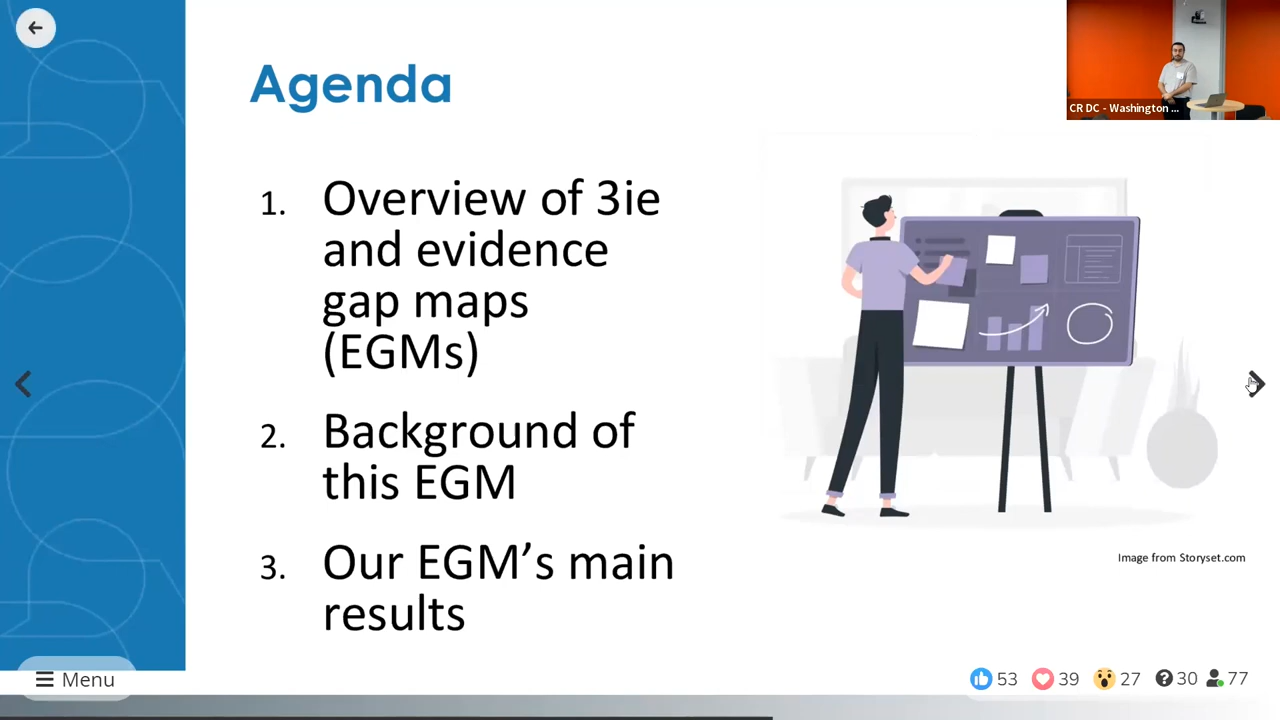 Agenda
CR DC - Washington ...
1. Overview of 3ie
and evidence
gap maps
(EGMs)
2. Background of
this EGM
3. Our EGM’s main
results
Image from Storyset.com
Menu
53 39 27 30 77